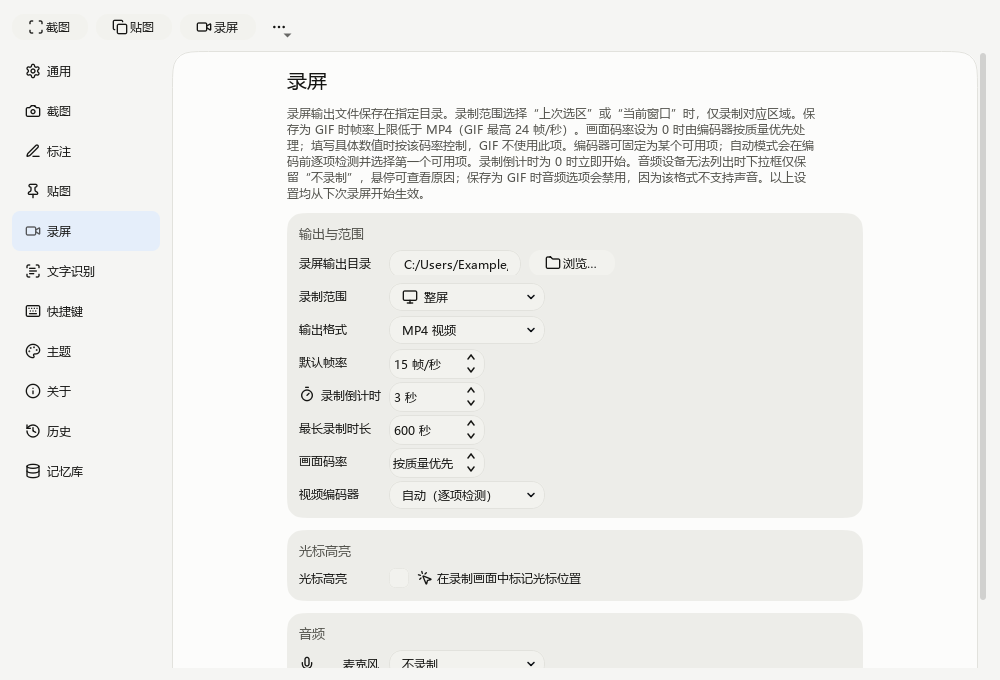 截图 贴图 录屏 ...
通用
截图
标注
贴图
录屏
文字识别
快捷键
主题
关于
历史
记忆库
录屏
录屏输出文件保存在指定目录。录制范围选择“上次选区”或“当前窗口”时，仅录制对应区域。保
存为 GIF 时帧率上限低于 MP4（GIF 最高 24 帧/秒）。画面码率设为 0 时由编码器按质量优先处
理；填写具体数值时按该码率控制，GIF 不使用此项。编码器可固定为某个可用项；自动模式会在编
码前逐项检测并选择第一个可用项。录制倒计时为 0 时立即开始。音频设备无法列出时下拉框仅保
留“不录制”，悬停可查看原因；保存为 GIF 时音频选项会禁用，因为该格式不支持声音。以上设
置均从下次录屏开始生效。
输出与范围
录屏输出目录 C:/Users/Example, 浏览...
录制范围 整屏
输出格式 MP4 视频
默认帧率 15 帧/秒
录制倒计时 3 秒
最长录制时长 600 秒
画面码率 按质量优先
视频编码器 自动（逐项检测）
光标高亮
光标高亮 在录制画面中标记光标位置
音频
麦克风 不录制